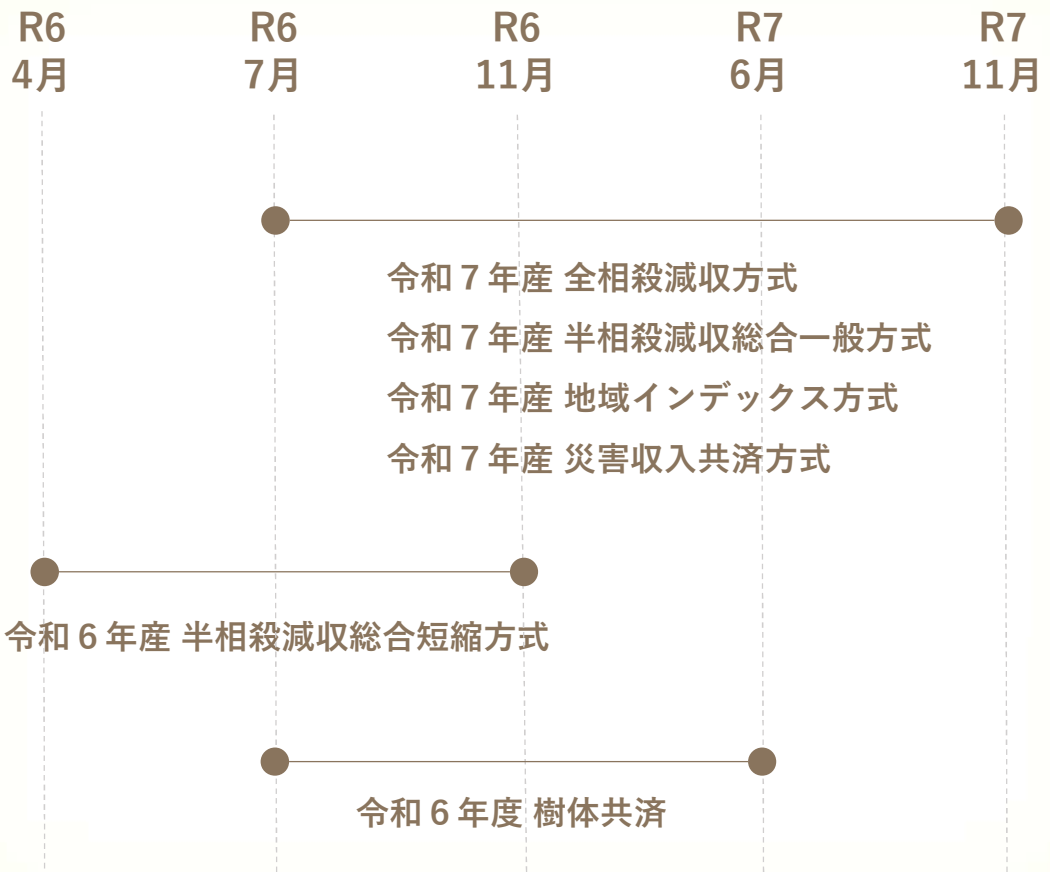 R6 R6 R6 R7 R7
4月 7月 11月 6月 11月
令和７年産 全相殺減収方式
令和７年産 半相殺減収総合一般方式
令和７年産 地域インデックス方式
令和７年産 災害収入共済方式
令和６年産 半相殺減収総合短縮方式
令和６年度 樹体共済